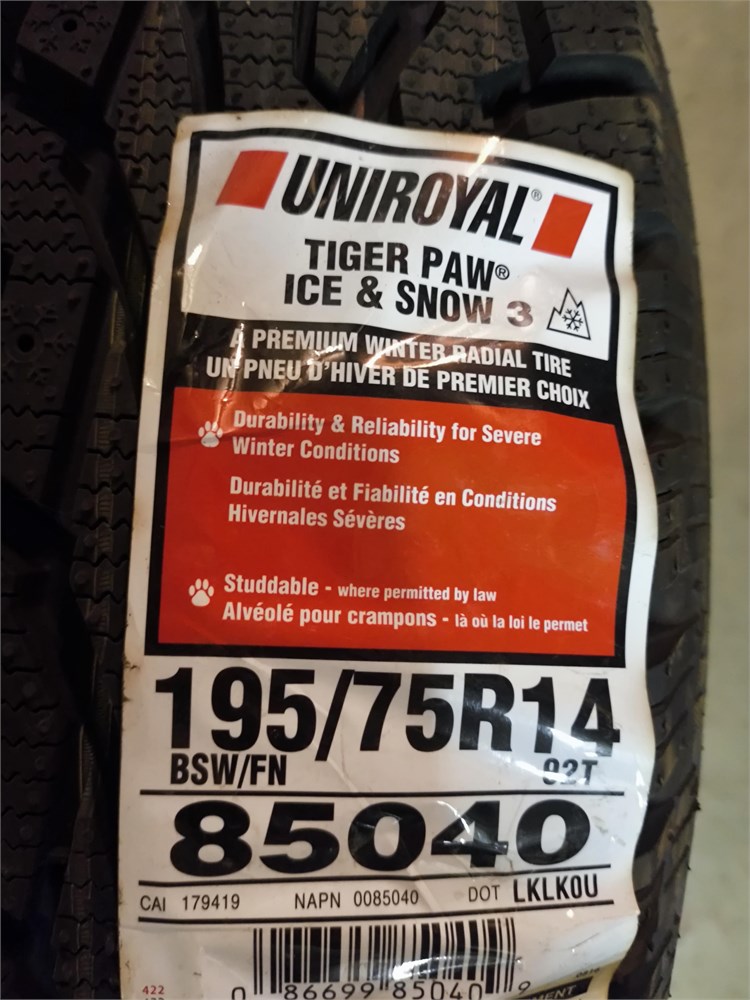 UNIROYAL®
TIGER PAW®
ICE & SNOW 3
A PREMIUM WINTER RADIAL TIRE
UN PNEU D'HIVER DE PREMIER CHOIX
Durability & Reliability for Severe
Winter Conditions
Durabilité et Fiabilité en Conditions
Hivernales Sévères
Studdable - where permitted by law
Alvéolé pour crampons - là où la loi le permet
195/75R14
BSW/FN 92T
85040
CAI 179419 NAPN 0085040 DOT LKLK0U
422
0 86699 85040 9